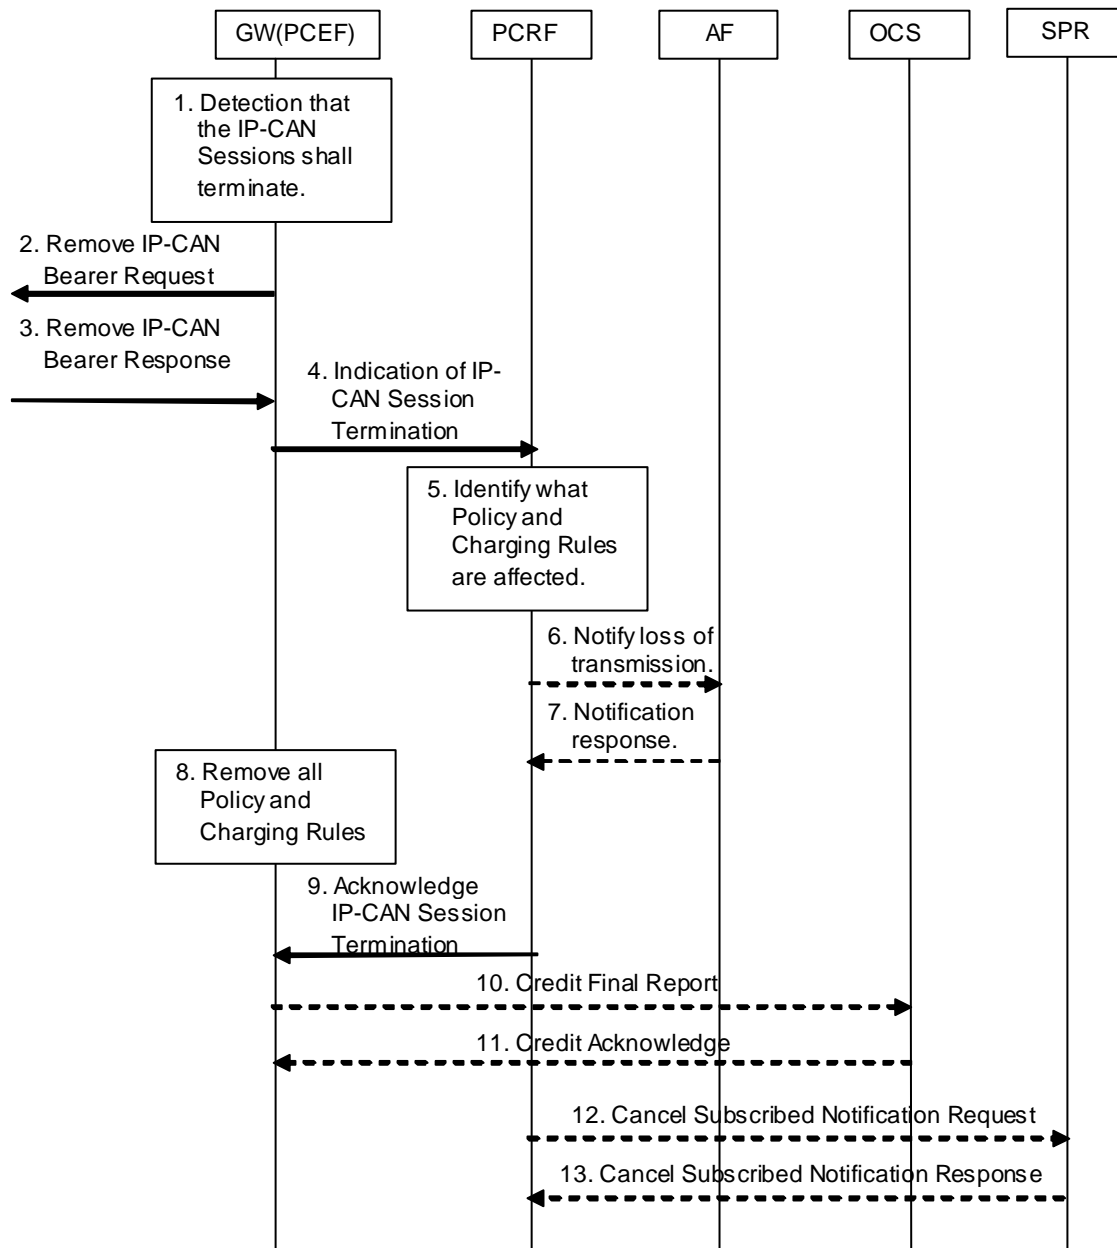 GW(PCEF)
PCRF
AF
OCS
SPR
1. Detection that
the IP-CAN
Sessions shall
terminate.
2. Remove IP-CAN
Bearer Request
3. Remove IP-CAN
Bearer Response
4. Indication of IP-
CAN Session
Termination
5. Identify what
Policy and
Charging Rules
are affected.
6. Notify loss of
transmission.
7. Notification
response.
8. Remove all
Policy and
Charging Rules
9. Acknowledge
IP-CAN Session
Termination
10. Credit Final Report
11. Credit Acknowledge
12. Cancel Subscribed Notification Request
13. Cancel Subscribed Notification Response